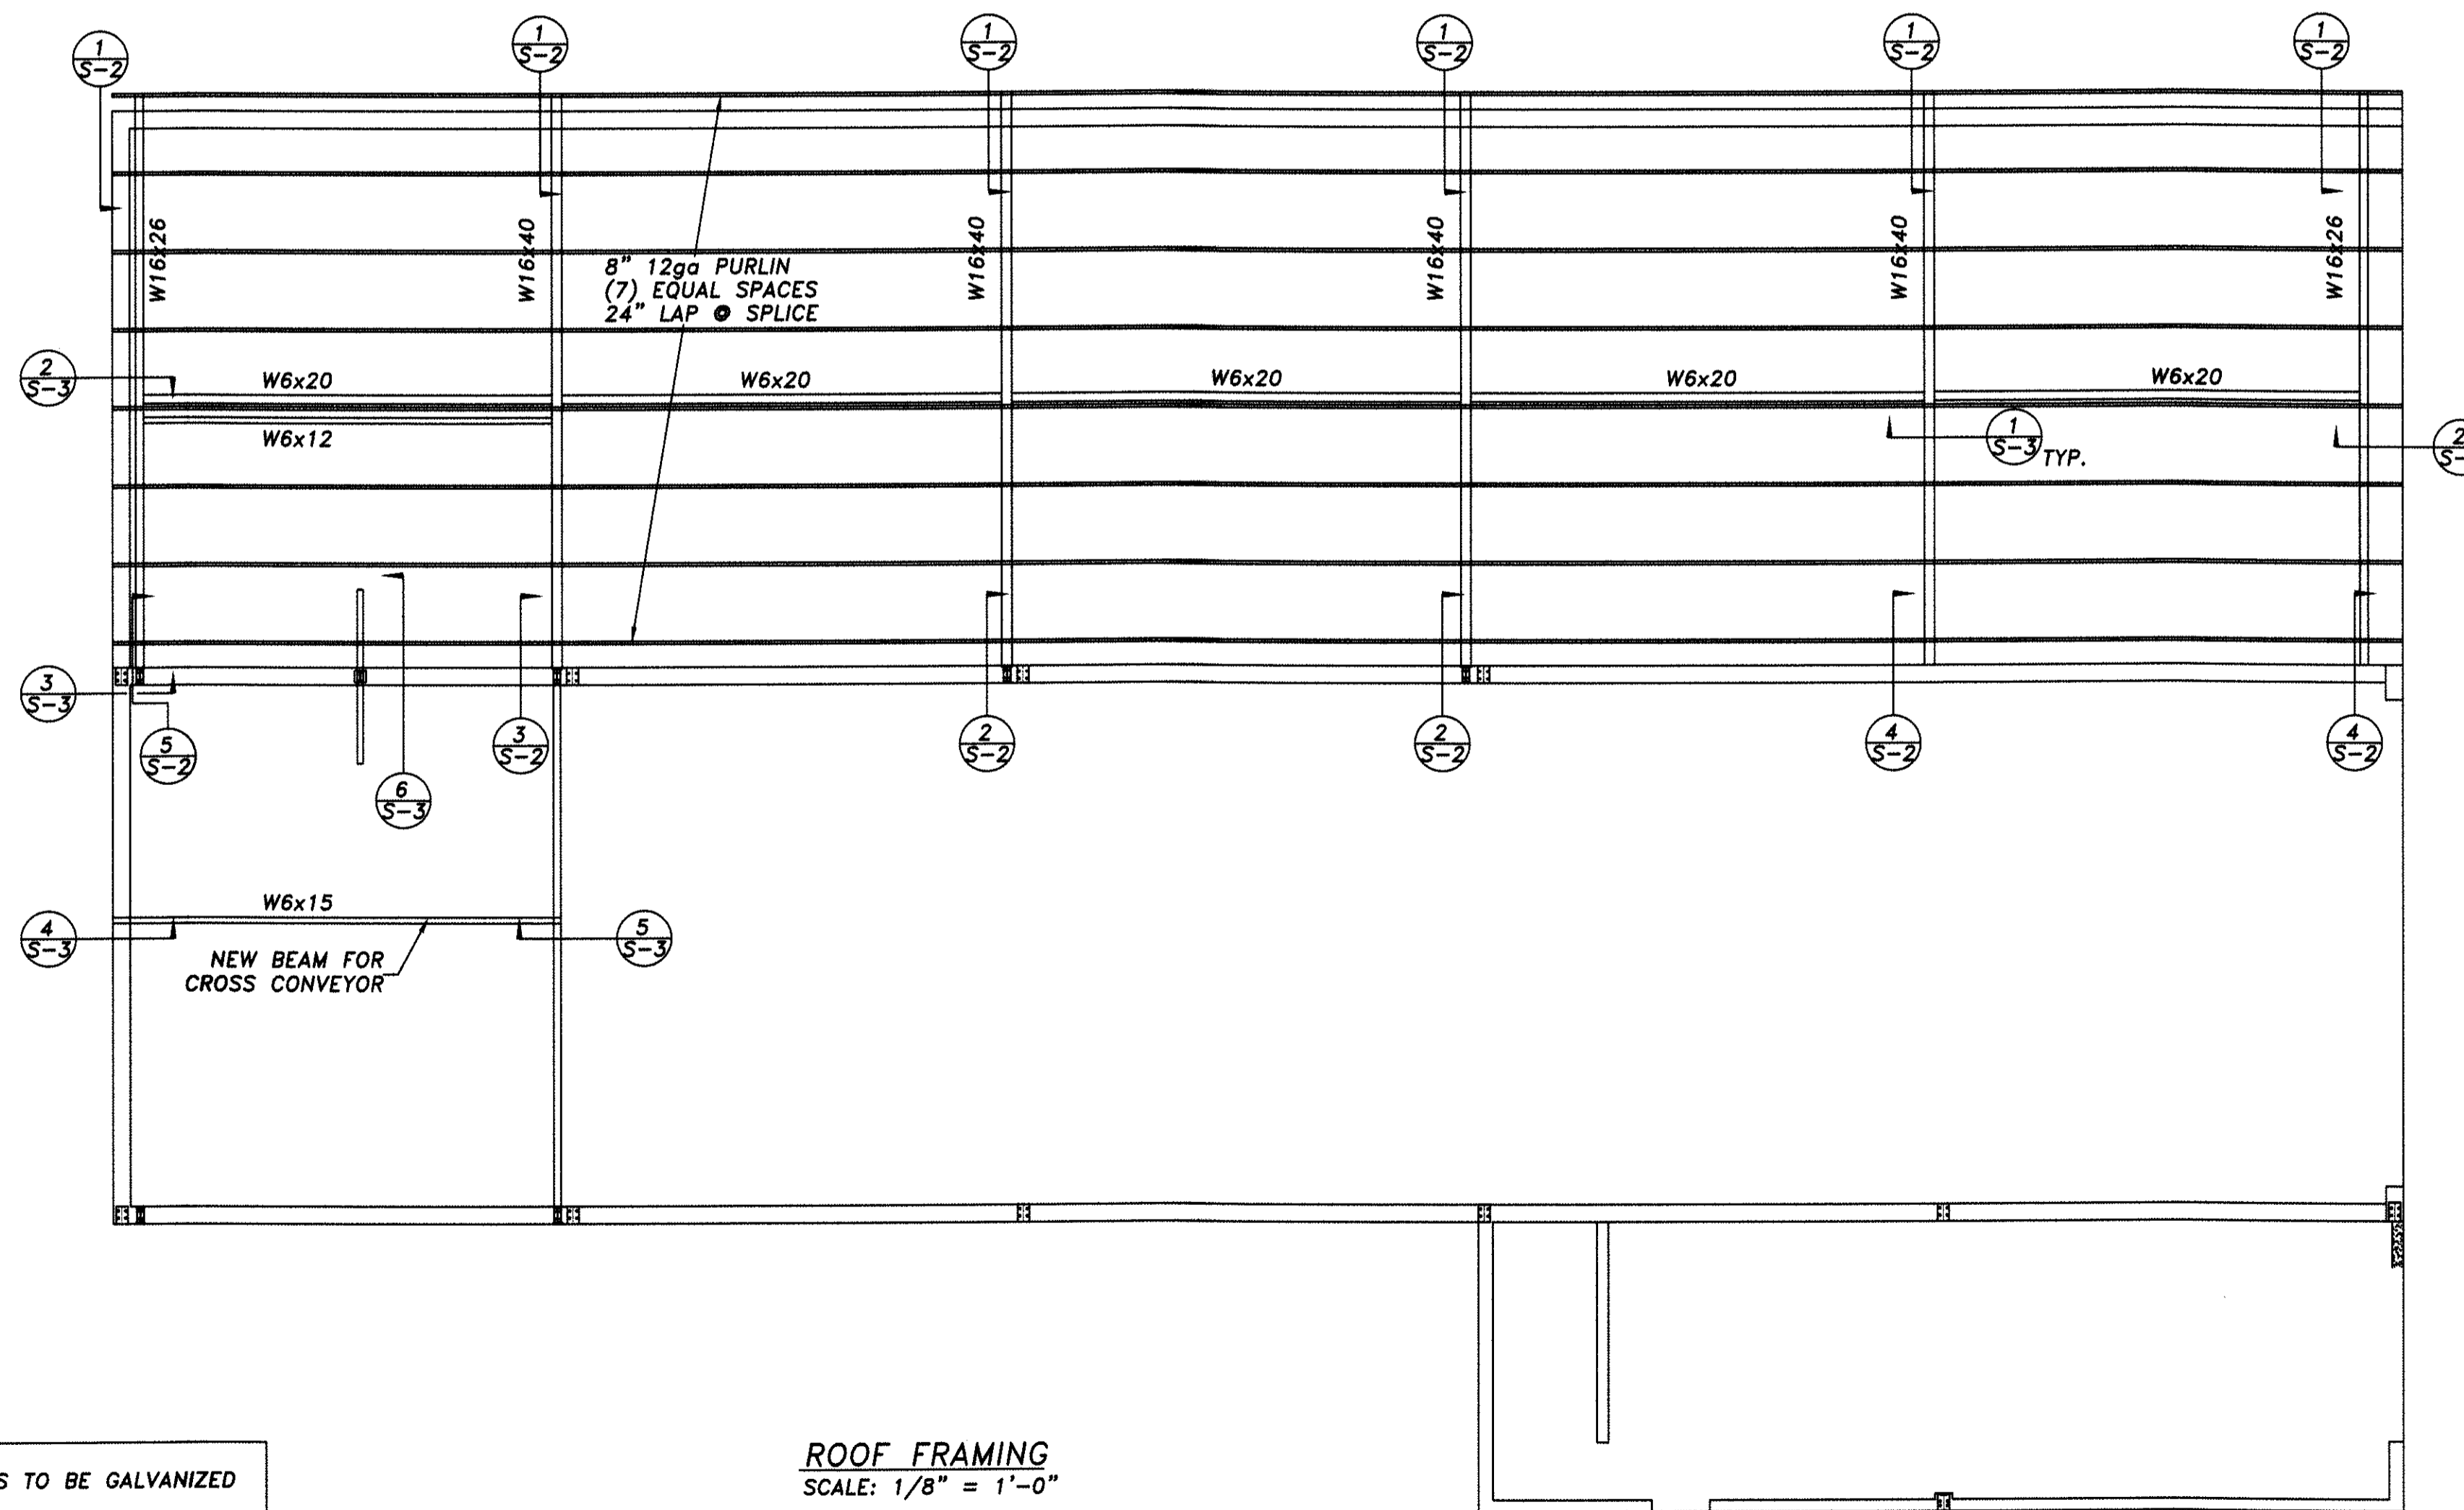 1
S-2
1
S-2
1
S-2
1
S-2
1
S-2
1
S-2
W16x26
W16x40
W16x40
W16x40
W16x40
W16x26
8" 12ga PURLIN
(7) EQUAL SPACES
24" LAP @ SPLICE
2
S-3
W6x20
W6x20
W6x20
W6x20
W6x20
W6x12
1
S-3
TYP.
2
S-
3
S-3
5
S-2
3
S-2
2
S-2
2
S-2
4
S-2
4
S-2
6
S-3
W6x15
4
S-3
5
S-3
NEW BEAM FOR
CROSS CONVEYOR
ROOF FRAMING
SCALE: 1/8" = 1'-0"
S TO BE GALVANIZED